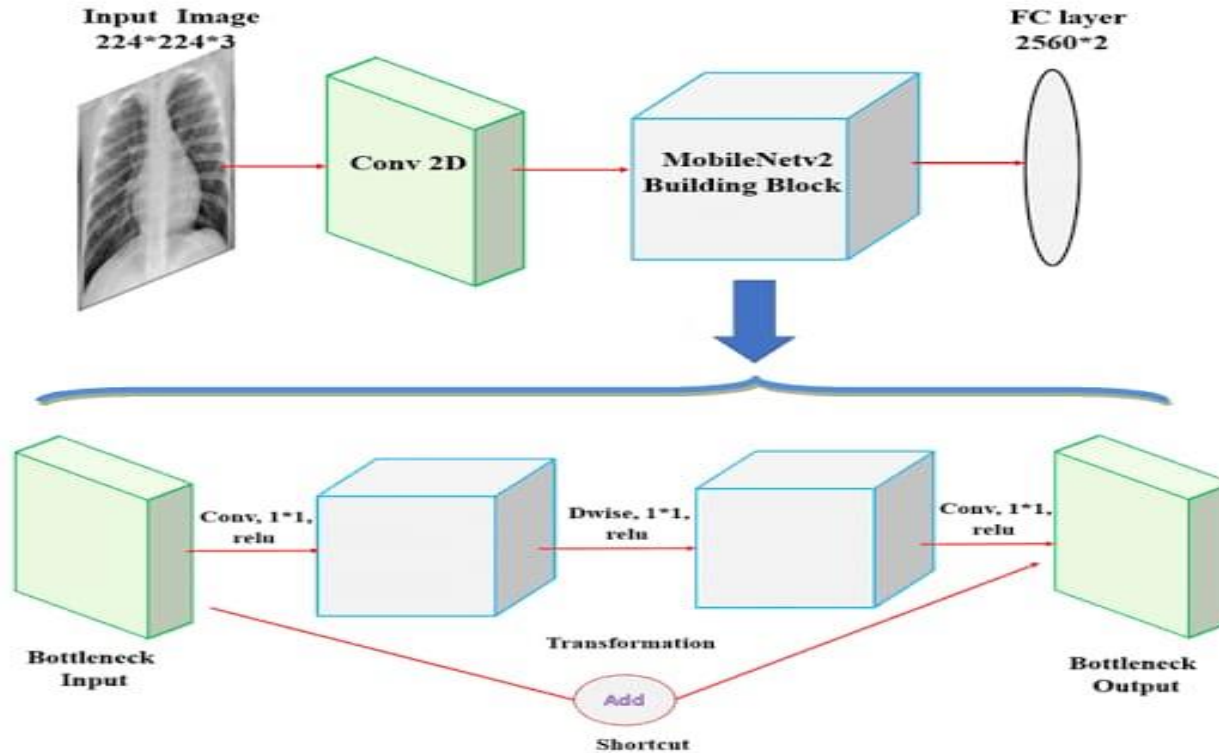 Input Image
224*224*3
FC layer
2560*2
Conv 2D
MobileNetv2
Building Block
Conv, 1*1,
relu
Dwise, 1*1,
relu
Conv, 1*1,
relu
Bottleneck
Input
Transformation
Bottleneck
Output
Add
Shortcut